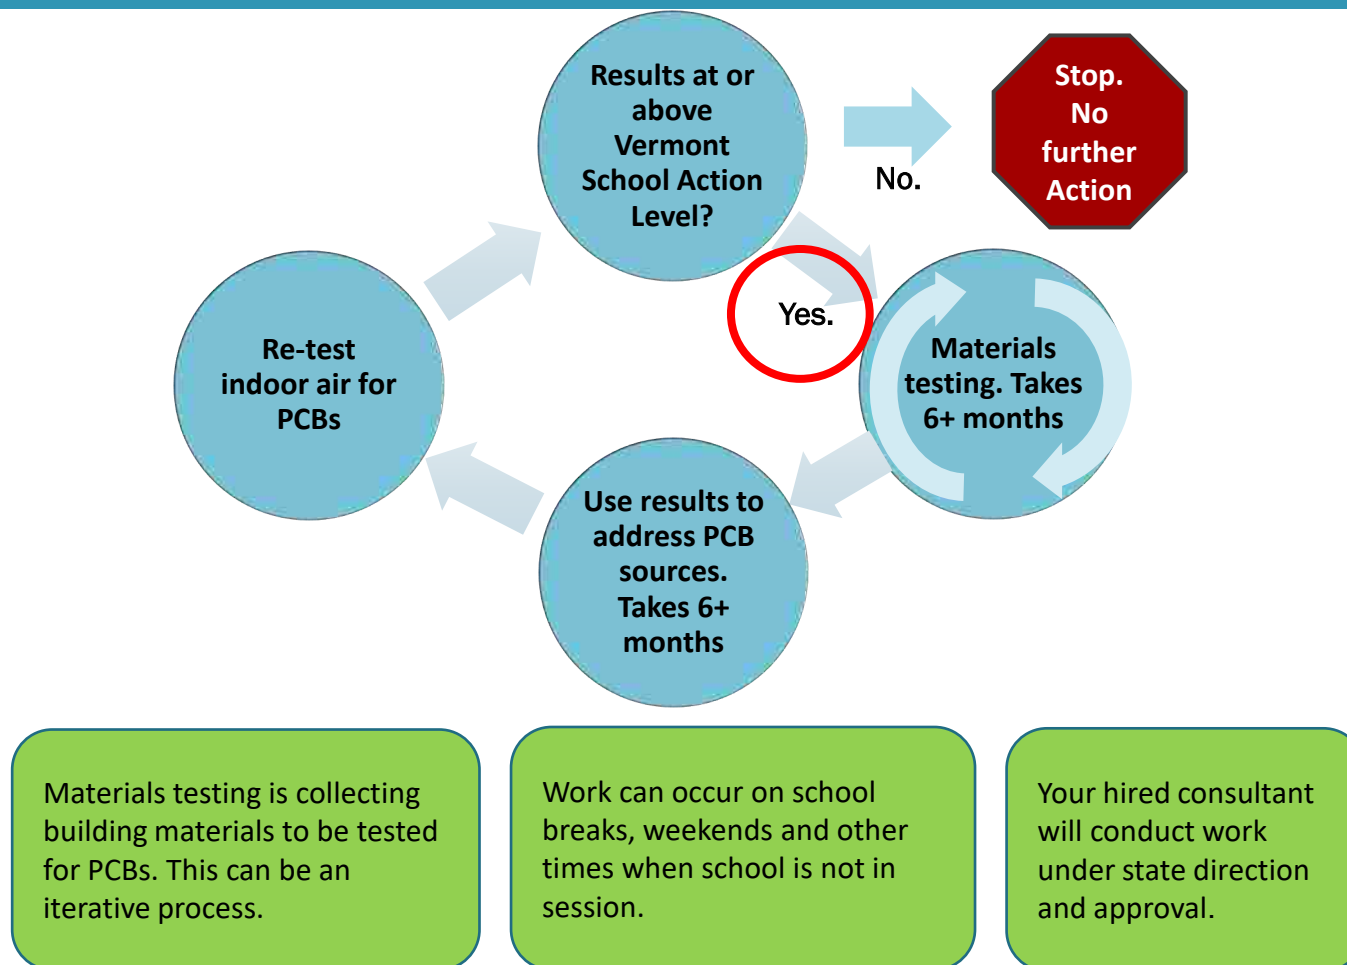 Results at or
above
Vermont
School Action
Level?
No.
Stop.
No
further
Action
Yes.
Materials
testing. Takes
6+ months
Use results to
address PCB
sources.
Takes 6+
months
Re-test
indoor air for
PCBs
Materials testing is collecting
building materials to be tested
for PCBs. This can be an
iterative process.
Work can occur on school
breaks, weekends and other
times when school is not in
session.
Your hired consultant
will conduct work
under state direction
and approval.